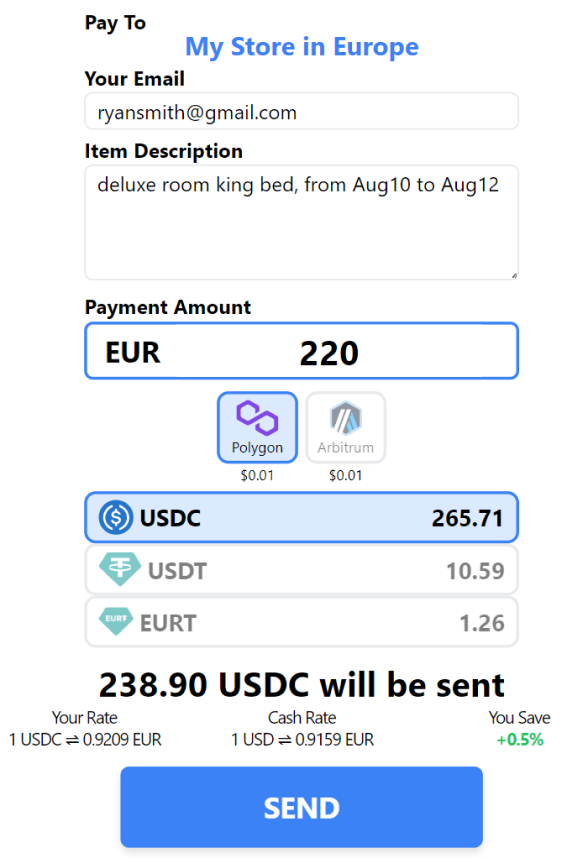 Pay To
My Store in Europe
Your Email
ryansmith@gmail.com
Item Description
deluxe room king bed, from Aug10 to Aug12
Payment Amount
EUR 220
Polygon Arbitrum
$0.01 $0.01
USDC 265.71
USDT 10.59
EURT EURT 1.26
238.90 USDC will be sent
Your Rate Cash Rate You Save
1 USDC ⇌ 0.9209 EUR 1 USD ⇌ 0.9159 EUR +0.5%
SEND